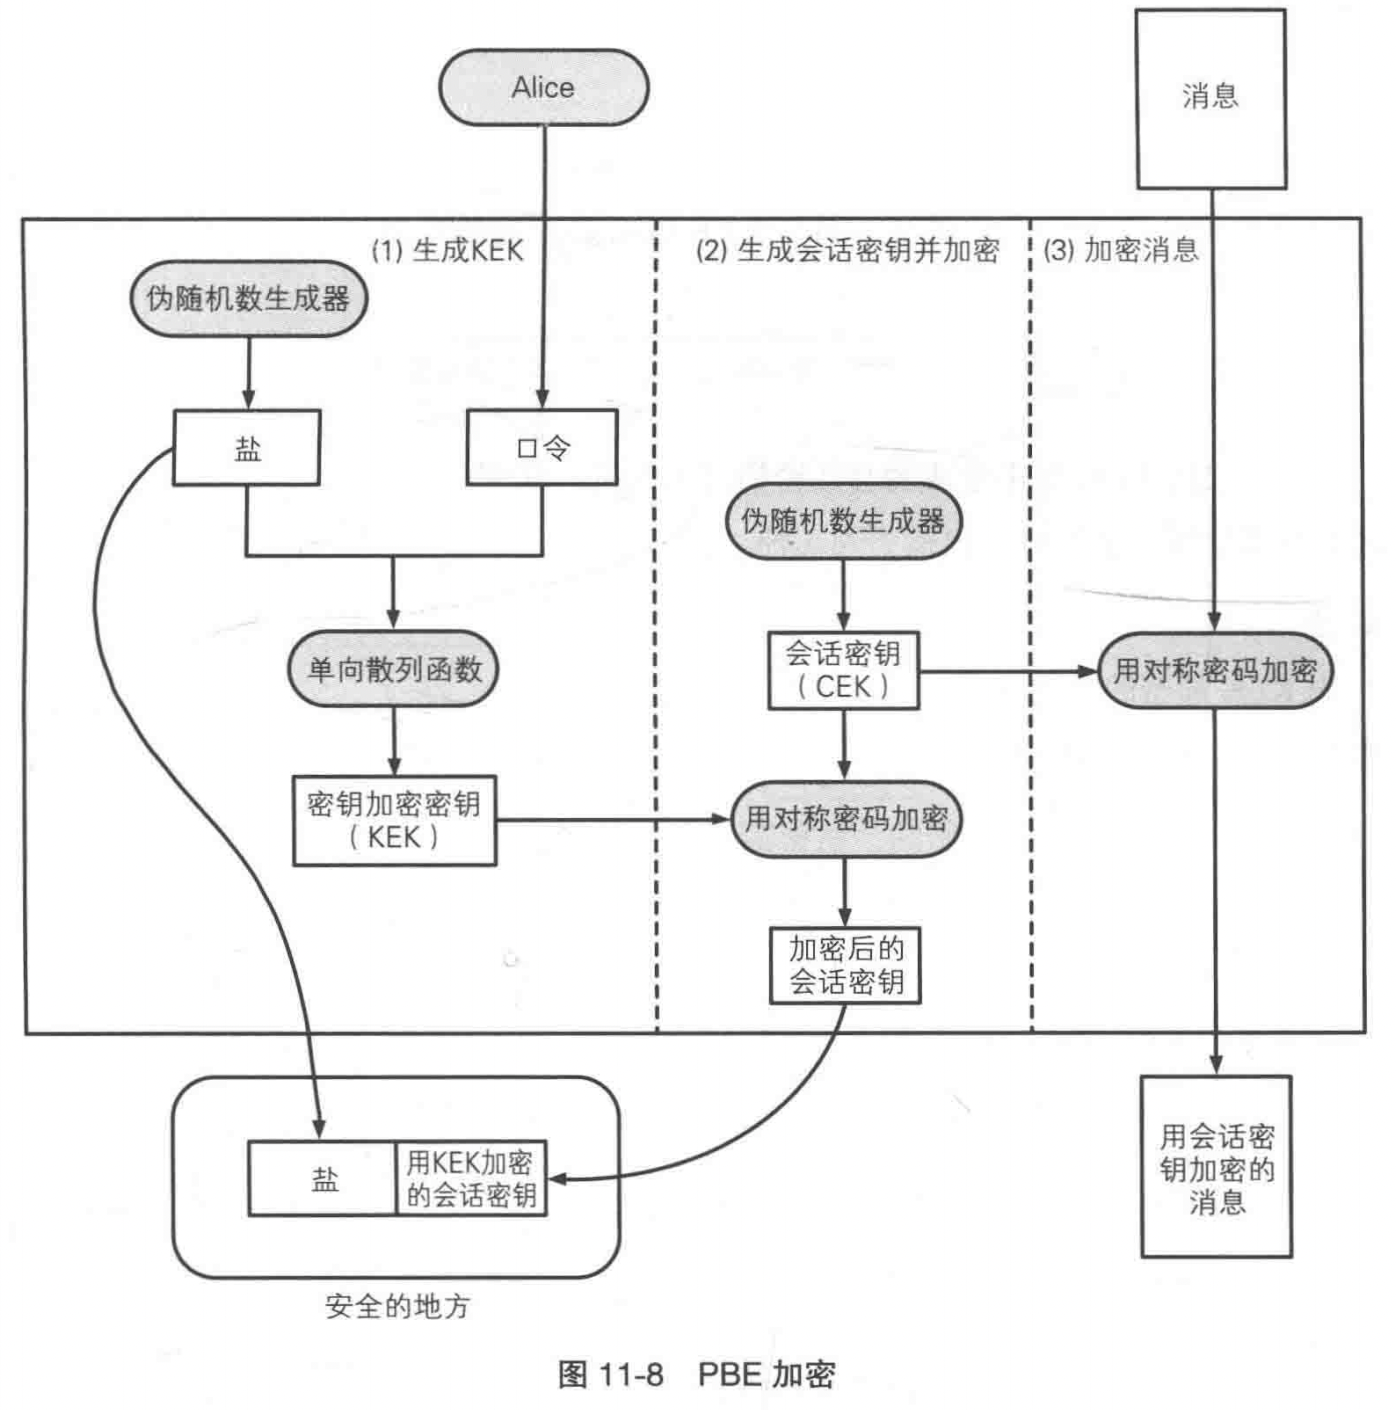 Alice
消息
(1) 生成KEK
(2) 生成会话密钥并加密
(3) 加密消息
伪随机数生成器
盐
口令
伪随机数生成器
单向散列函数
会话密钥
（CEK）
用对称密码加密
密钥加密密钥
（KEK）
用对称密码加密
加密后的
会话密钥
盐
用KEK加密
的会话密钥
用会话密
钥加密的
消息
安全的地方
图 11-8 PBE 加密